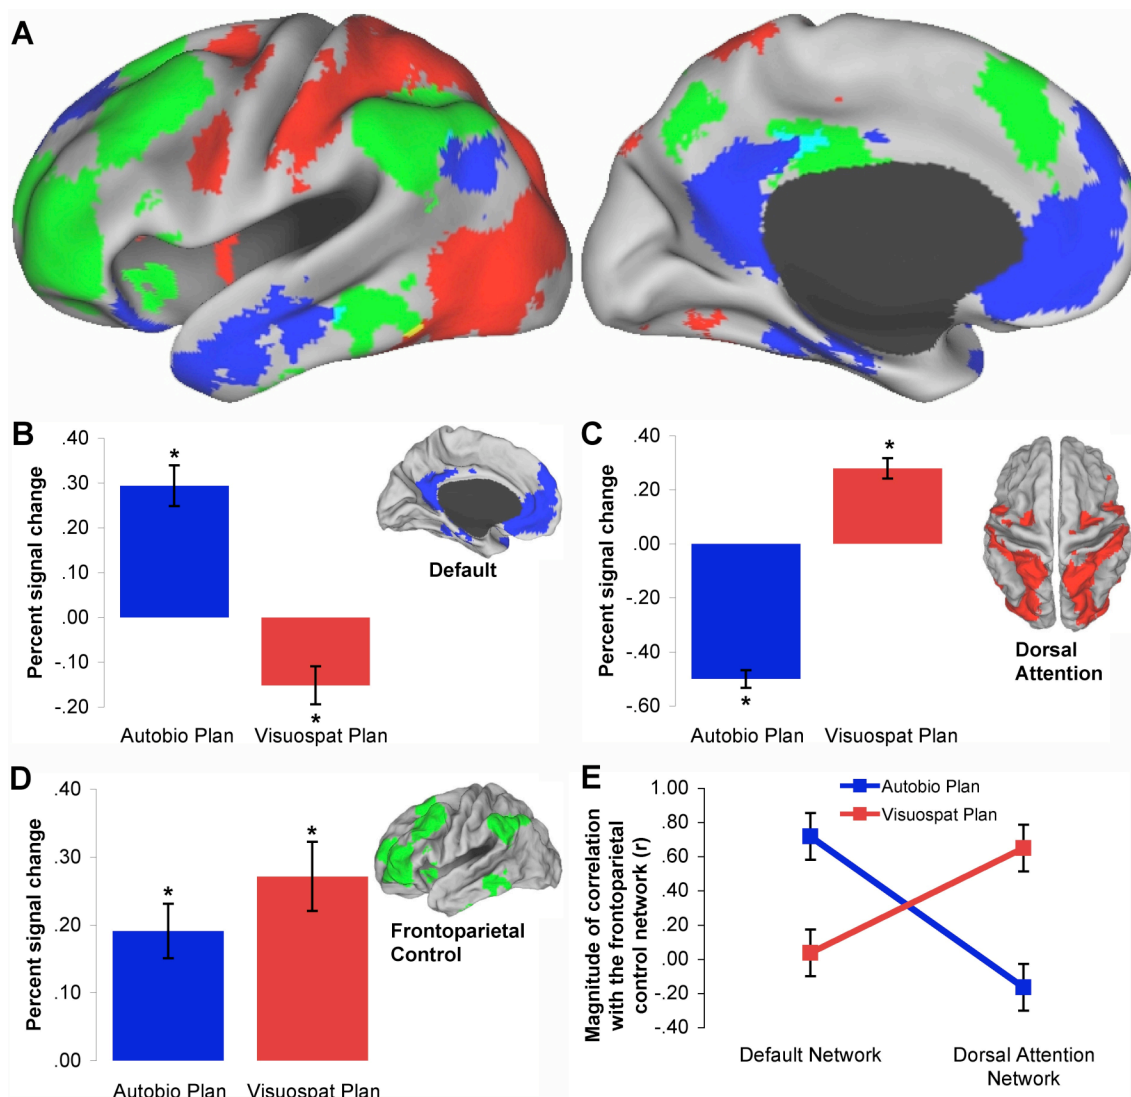 A
B
Percent signal change
.40
.30
.20
.10
.00
-.10
-.20
*
*
Autobio Plan
Visuospat Plan
Default
C
Percent signal change
.40
.20
.00
-.20
-.40
-.60
*
*
Autobio Plan
Visuospat Plan
Dorsal
Attention
D
Percent signal change
.40
.30
.20
.10
.00
*
*
Autobio Plan
Visuospat Plan
Frontoparietal
Control
E
Magnitude of correlation
with the frontoparietal
control network (r)
1.00
.80
.60
.40
.20
.00
-.20
-.40
Autobio Plan
Visuospat Plan
Default Network
Dorsal Attention
Network